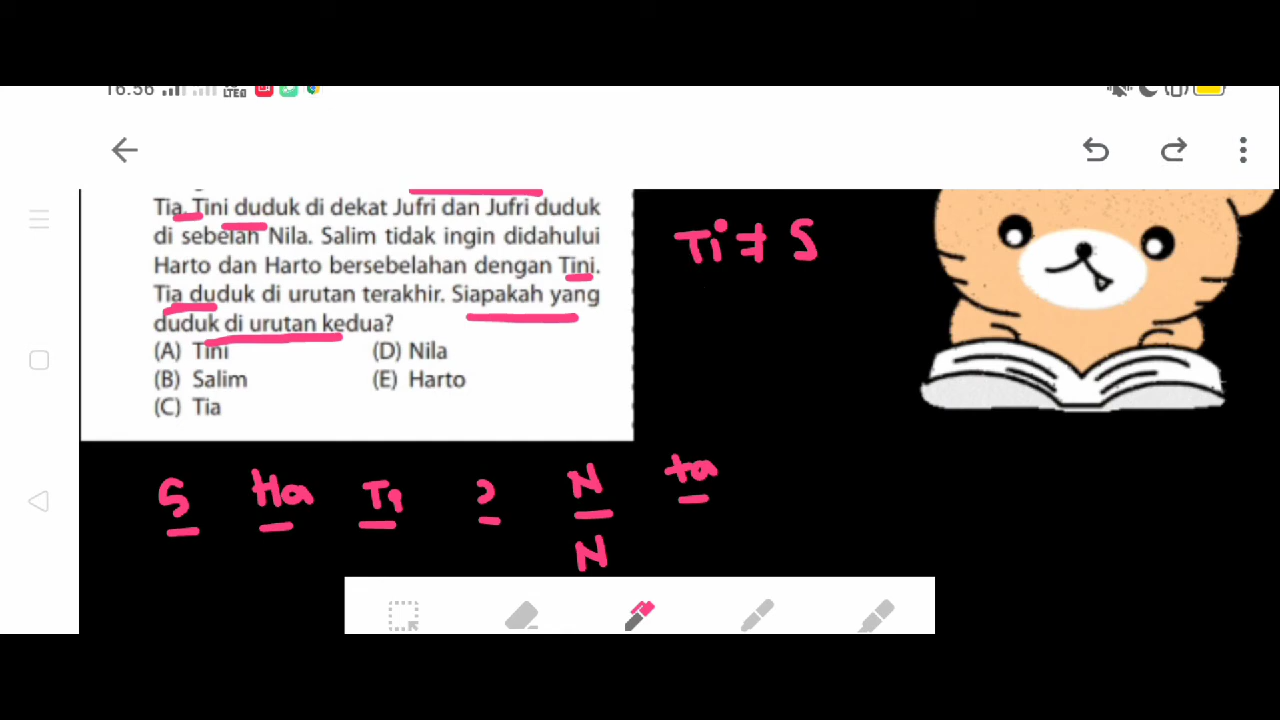 16.56
Tia. Tini duduk di dekat Jufri dan Jufri duduk
di sebelah Nila. Salim tidak ingin didahului
Harto dan Harto bersebelahan dengan Tini.
Tia duduk di urutan terakhir. Siapakah yang
duduk di urutan kedua?
(A) Tini (D) Nila
(B) Salim (E) Harto
(C) Tia
Ti ≠ S
S Ha Ti J N ta
N